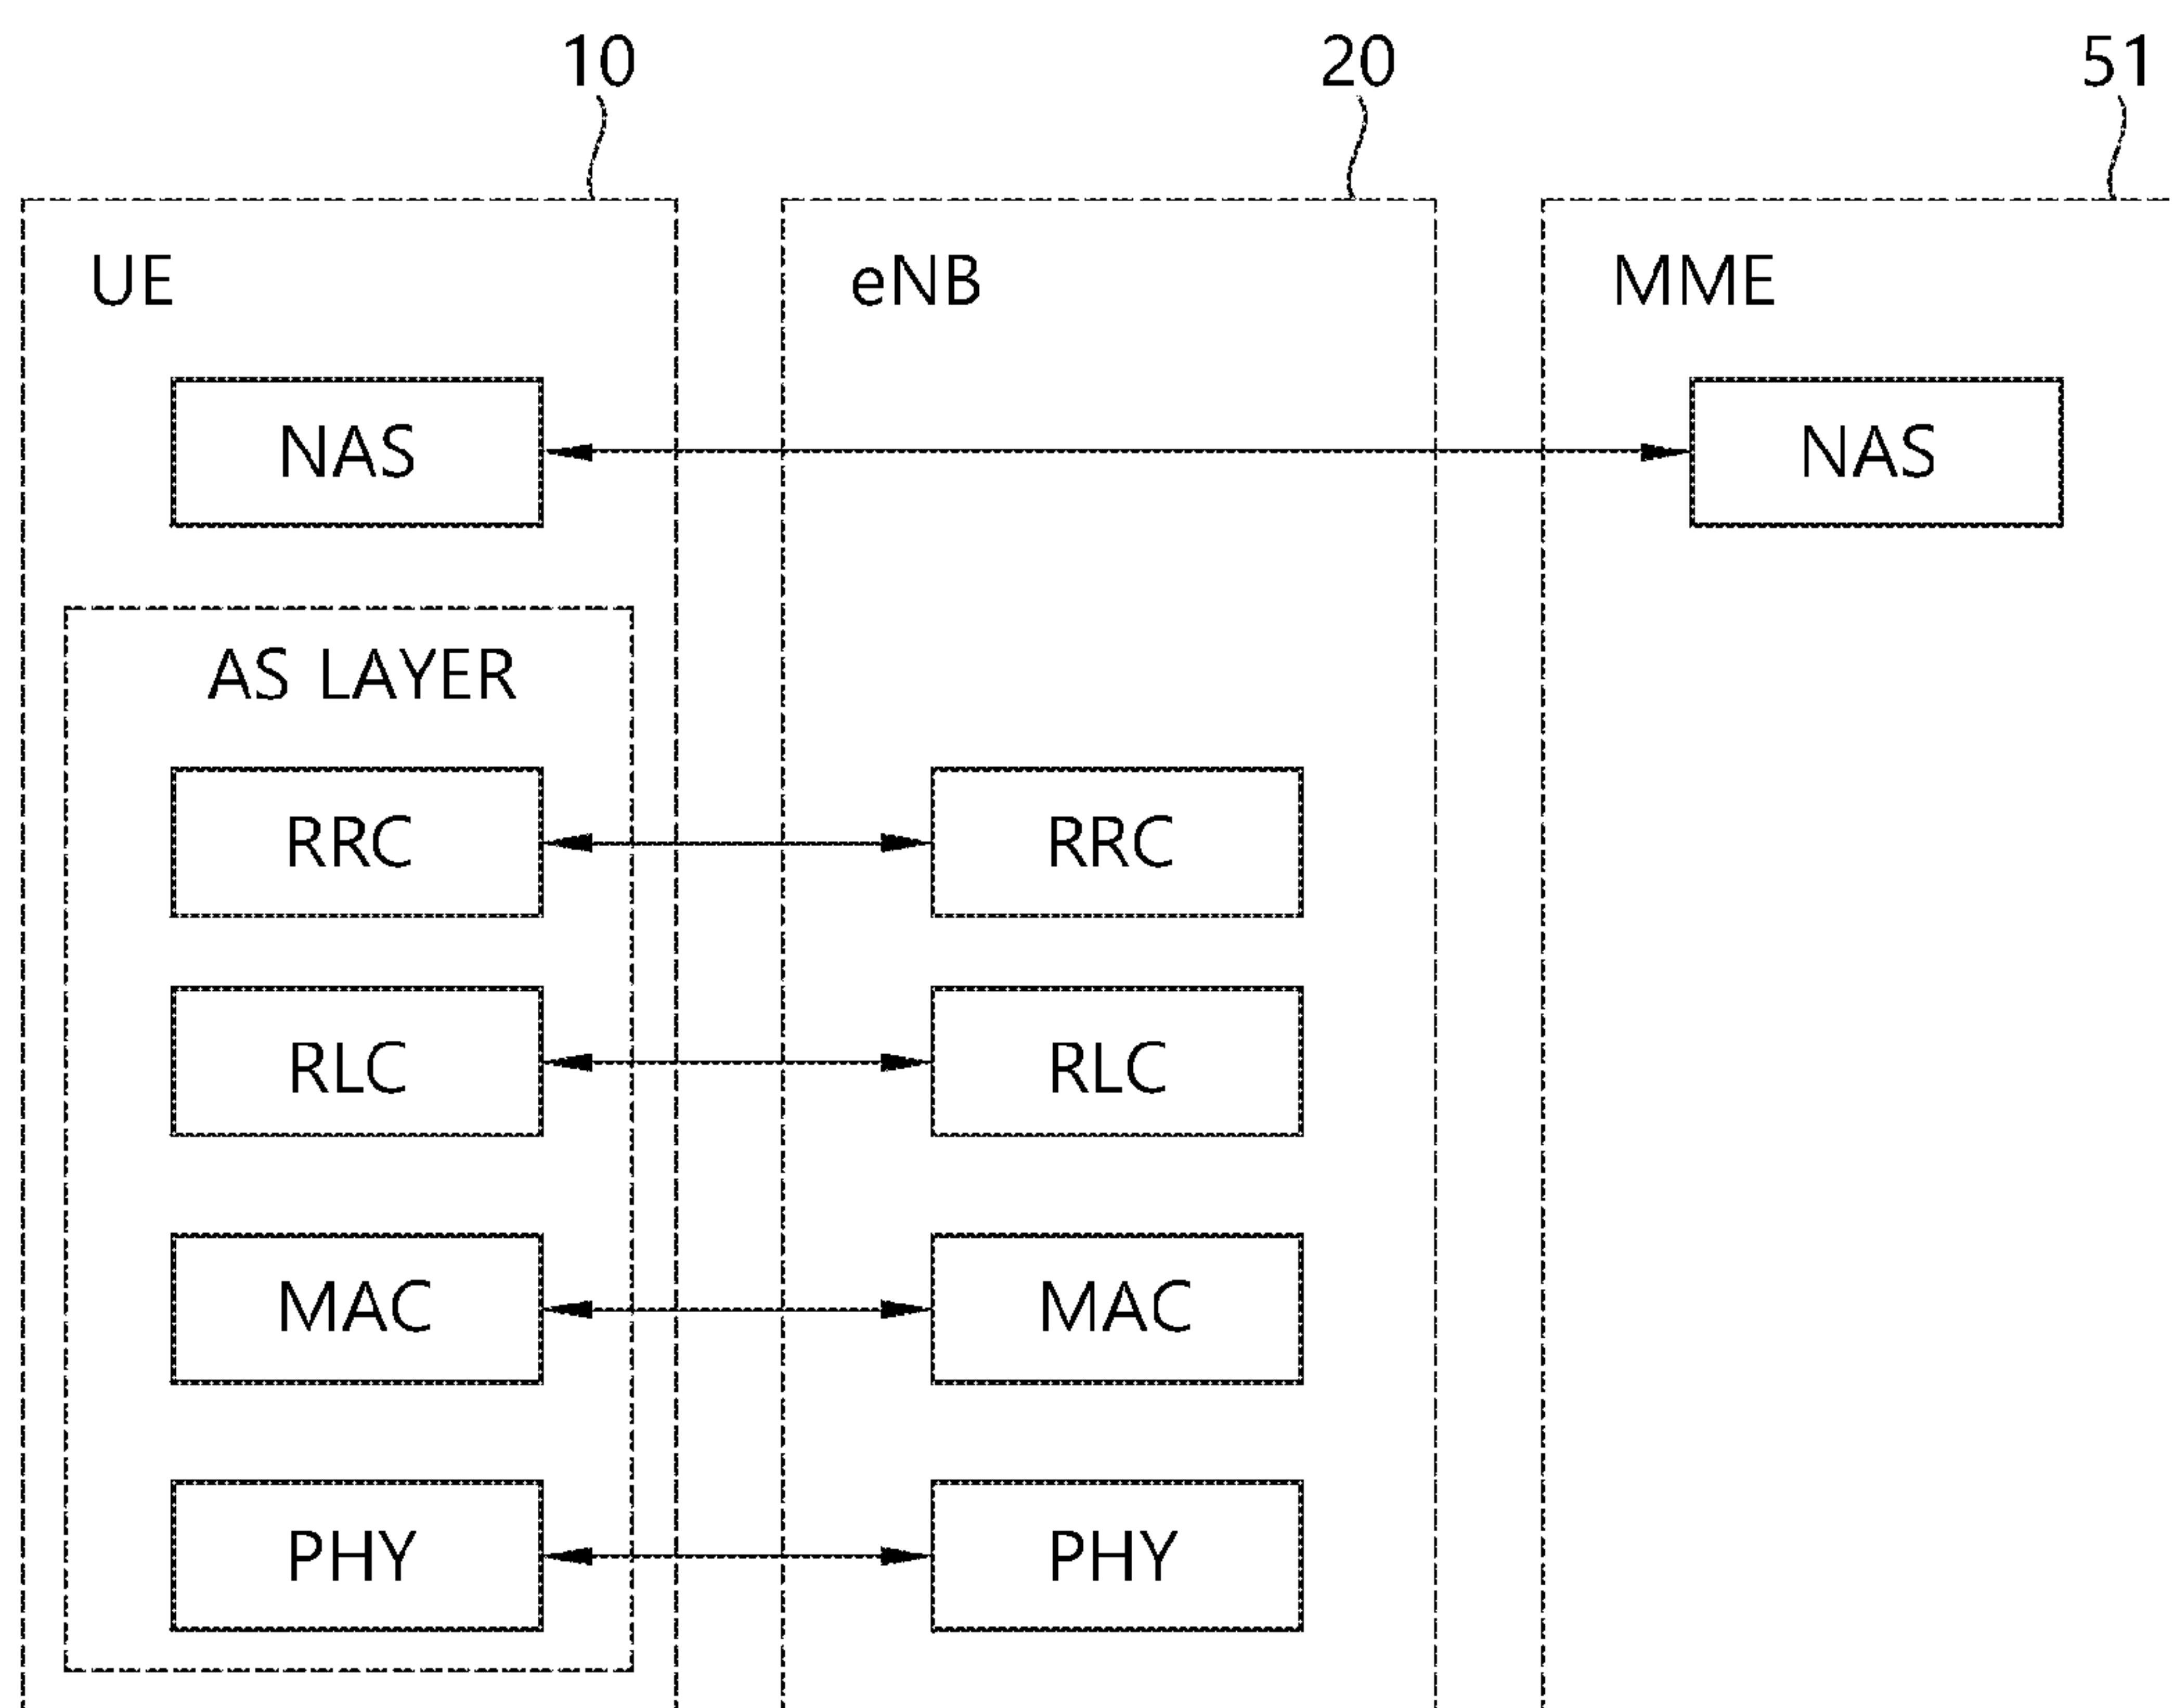 10 20 51
UE eNB MME
NAS NAS
AS LAYER
RRC RRC
RLC RLC
MAC MAC
PHY PHY